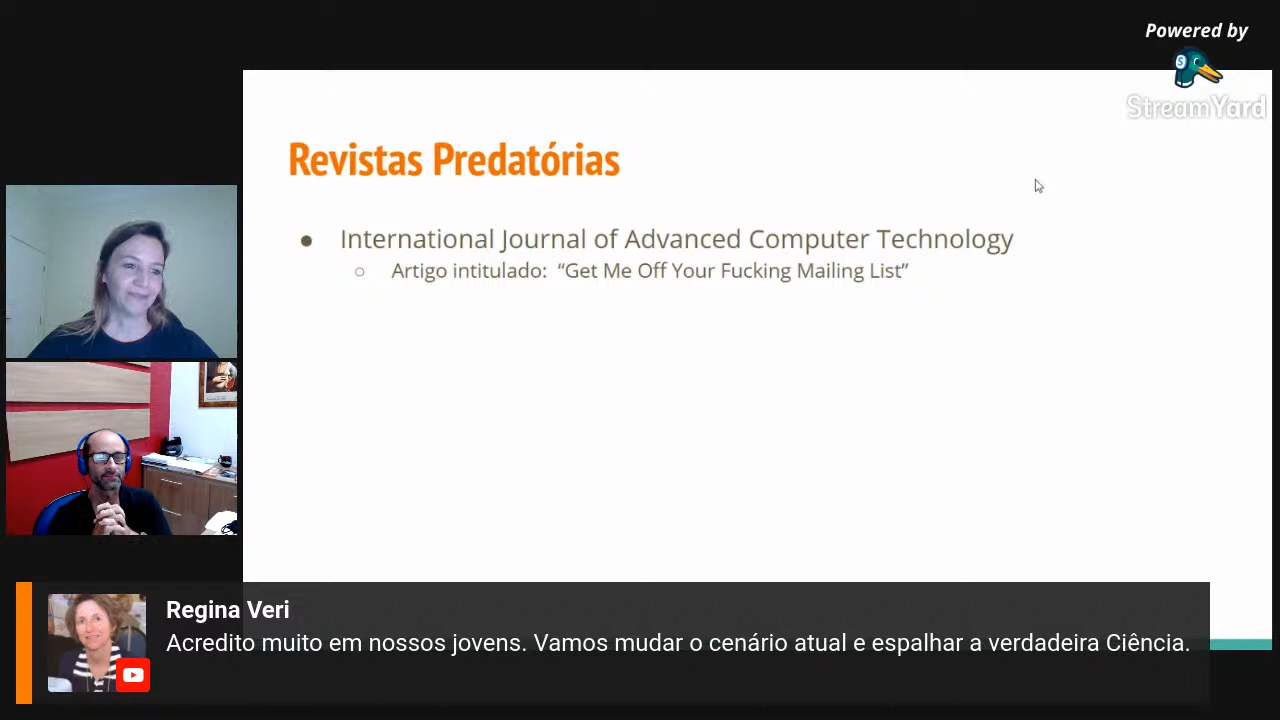 Powered by
StreamYard
Revistas Predatórias
● International Journal of Advanced Computer Technology
○ Artigo intitulado: “Get Me Off Your Fucking Mailing List”
Regina Veri
Acredito muito em nossos jovens. Vamos mudar o cenário atual e espalhar a verdadeira Ciência.